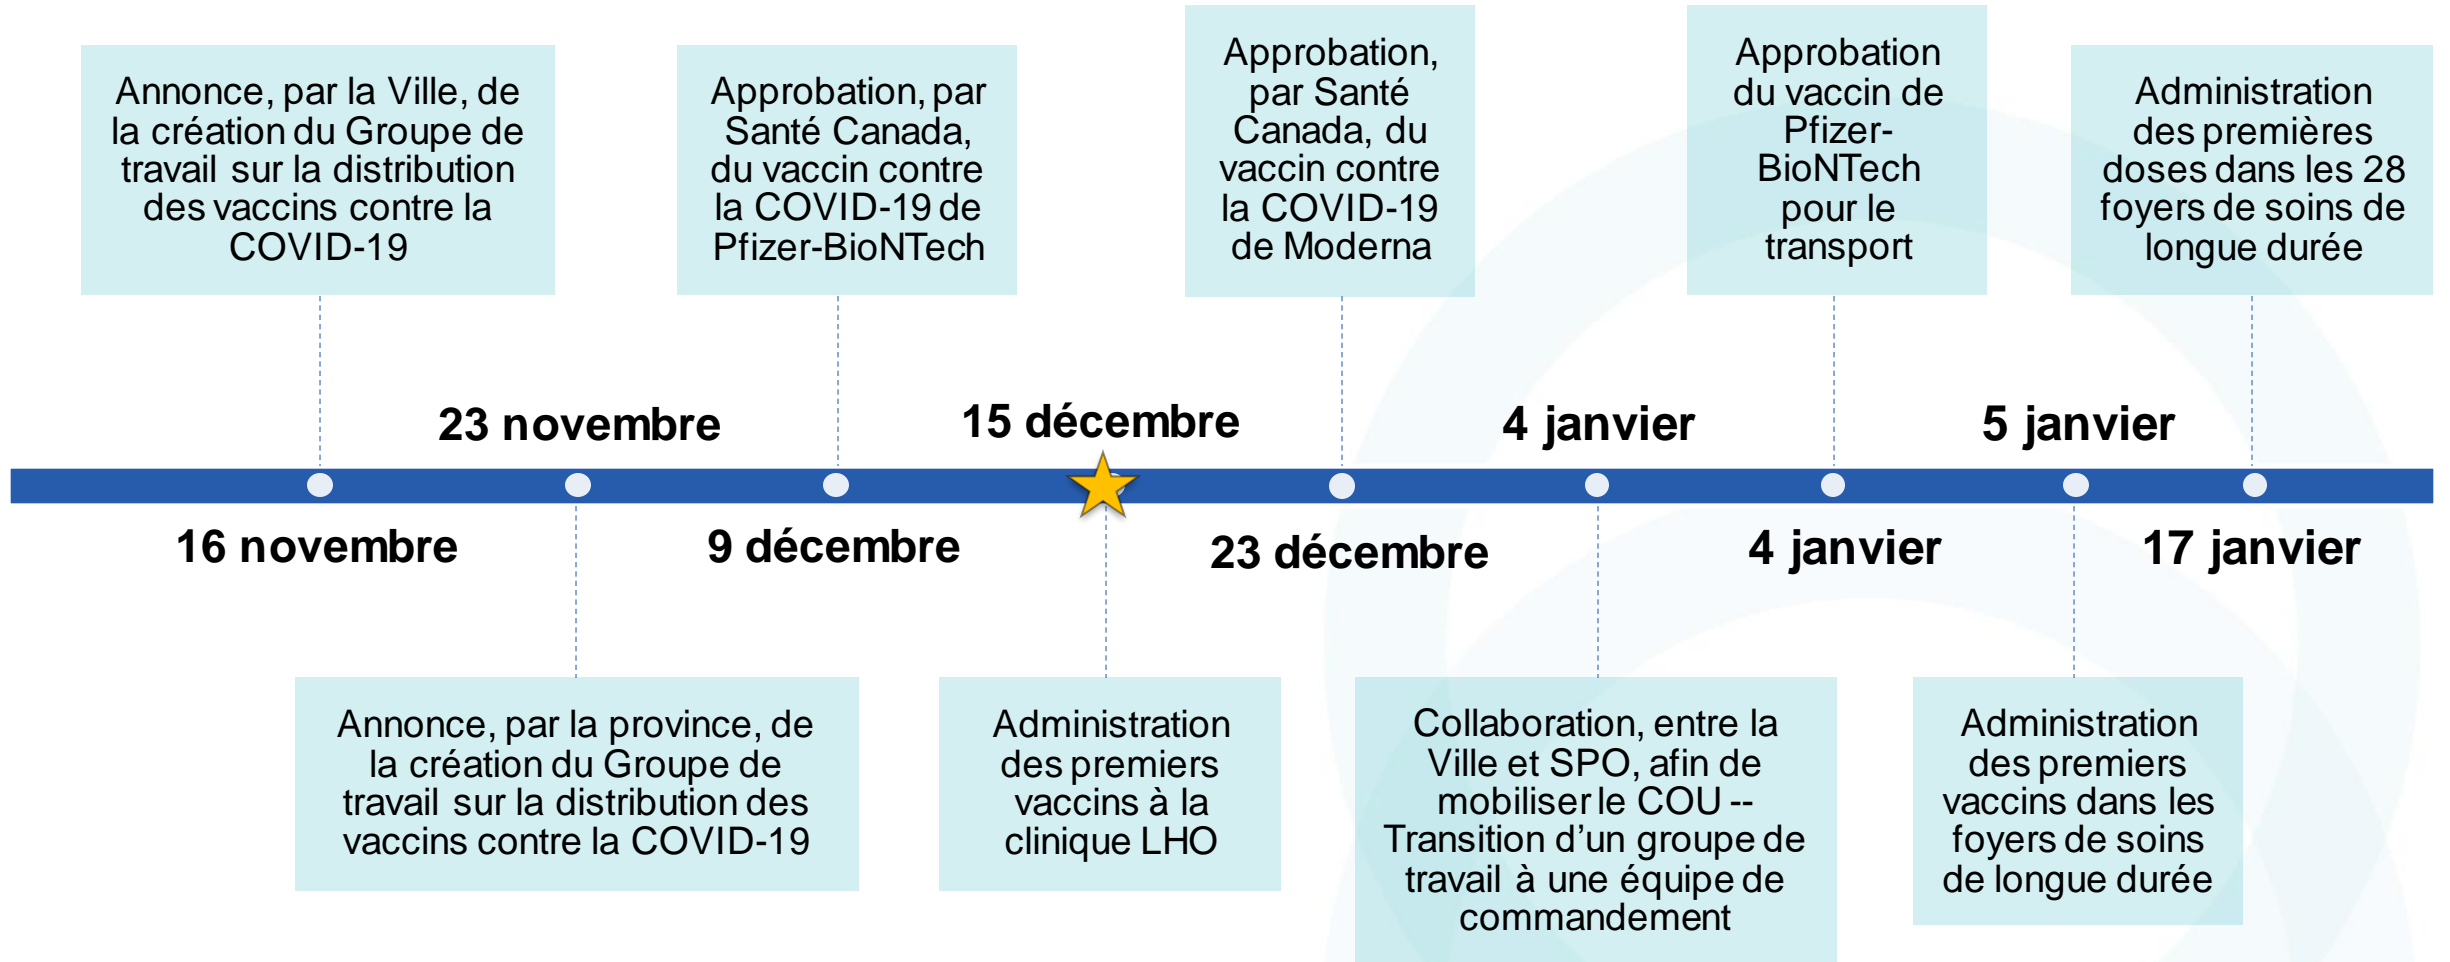 Annonce, par la Ville, de
la création du Groupe de
travail sur la distribution
des vaccins contre la
COVID-19
Approbation, par
Santé Canada,
du vaccin contre
la COVID-19 de
Pfizer-BioNTech
Approbation,
par Santé
Canada, du
vaccin contre
la COVID-19
de Moderna
Approbation
du vaccin de
Pfizer-
BioNTech
pour le
transport
Administration
des premières
doses dans les 28
foyers de soins de
longue durée
23 novembre
15 décembre
4 janvier
5 janvier
16 novembre
9 décembre
23 décembre
4 janvier
17 janvier
Annonce, par la province, de
la création du Groupe de
travail sur la distribution des
vaccins contre la COVID-19
Administration
des premiers
vaccins à la
clinique LHO
Collaboration, entre la
Ville et SPO, afin de
mobiliser le COU --
Transition d’un groupe de
travail à une équipe de
commandement
Administration
des premiers
vaccins dans les
foyers de soins
de longue durée